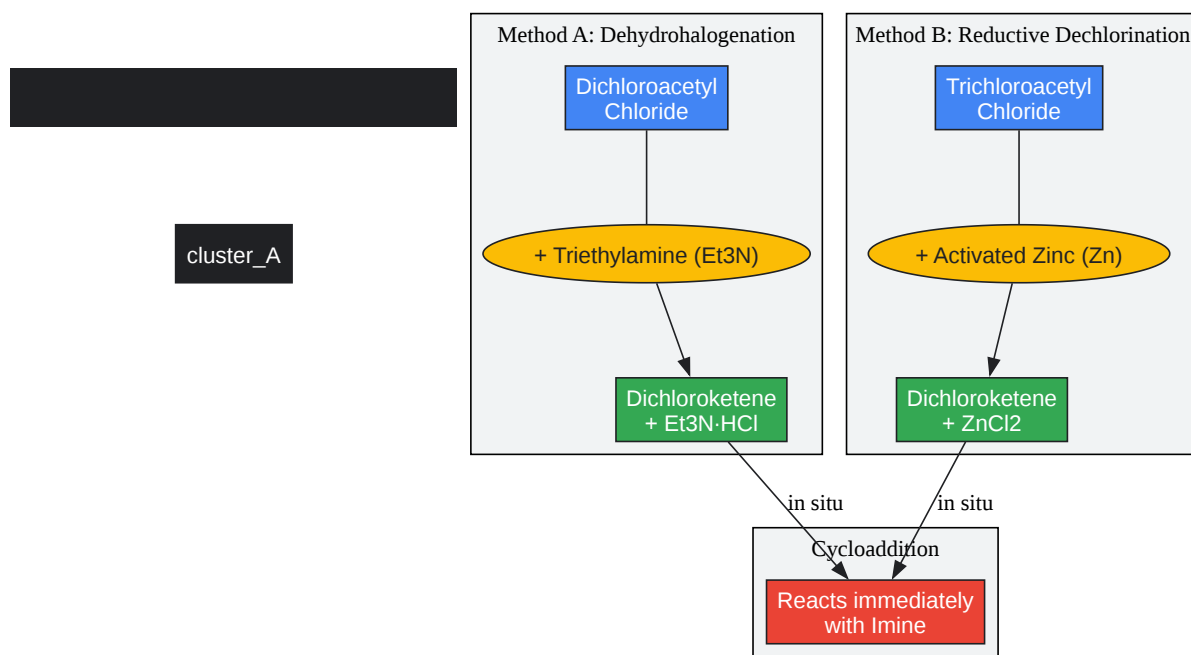 Method A: Dehydrohalogenation
Method B: Reductive Dechlorination
Dichloroacetyl
Chloride
Trichloroacetyl
Chloride
cluster_A
+ Triethylamine (Et3N)
+ Activated Zinc (Zn)
Dichloroketene
+ Et3N·HCl
Dichloroketene
+ ZnCl2
in situ
in situ
Cycloaddition
Reacts immediately
with Imine